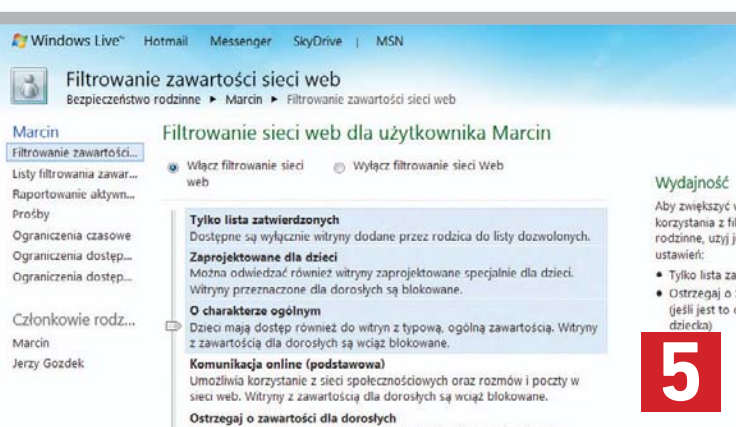 Windows Live™ Hotmail Messenger SkyDrive | MSN
Filtrowanie zawartości sieci web
Bezpieczeństwo rodzinne ► Marcin ► Filtrowanie zawartości sieci web
Marcin
Filtrowanie zawartości...
Listy filtrowania zawar...
Raportowanie aktywn...
Prośby
Ograniczenia czasowe
Ograniczenia dostęp...
Ograniczenia dostęp...
Członkowie rodz...
Marcin
Jerzy Gozdek
Filtrowanie sieci web dla użytkownika Marcin
Włącz filtrowanie sieci
web
Wyłącz filtrowanie sieci Web
Tylko lista zatwierdzonych
Dostępne są wyłącznie witryny dodane przez rodzica do listy dozwolonych.
Zaprojektowane dla dzieci
Można odwiedzać również witryny zaprojektowane specjalnie dla dzieci.
Witryny przeznaczone dla dorosłych są blokowane.
O charakterze ogólnym
Dzieci mają dostęp również do witryn z typową, ogólną zawartością. Witryny
z zawartością dla dorosłych są wciąż blokowane.
Komunikacja online (podstawowa)
Umożliwia korzystanie z sieci społecznościowych oraz rozmów i poczty w
sieci web. Witryny z zawartością dla dorosłych są wciąż blokowane.
Ostrzegaj o zawartości dla dorosłych
Wydajność
Aby zwiększyć
korzystania z
rodzinne, użyj
ustawień:
• Tylko lista
• Ostrzegaj o
(jeśli jest to
dziecka)
5